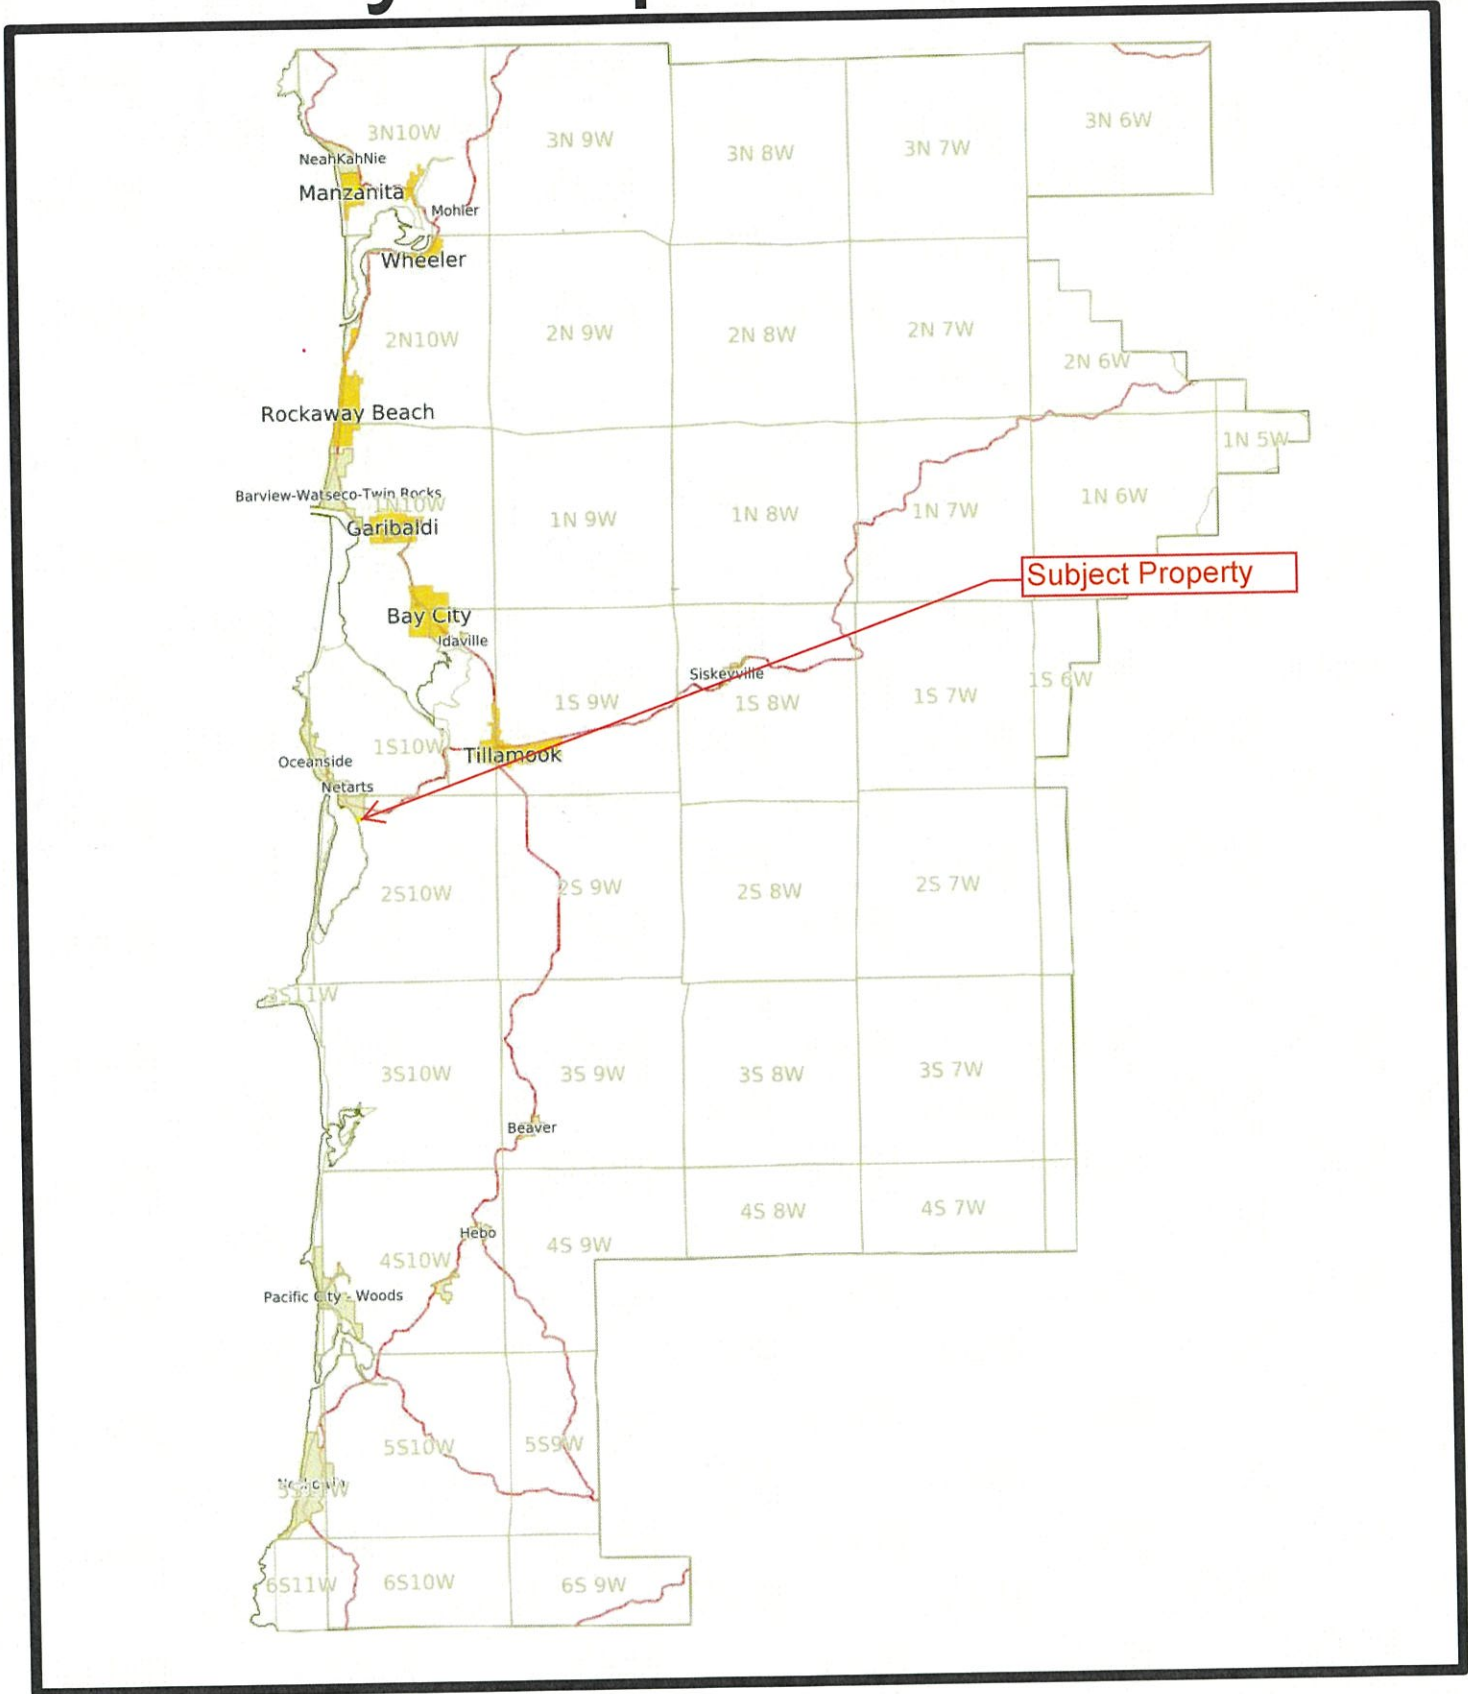 3N10W
3N 9W
3N 8W
3N 7W
3N 6W
NeahKahNie
Manzanita
Mohler
Wheeler
2N10W
2N 9W
2N 8W
2N 7W
2N 6W
Rockaway Beach
1N 5W
Barview-Watseco-Twin Rocks
1N10W
Garibaldi
1N 9W
1N 8W
1N 7W
1N 6W
Subject Property
Bay City
Idaville
Siskeyville
1S10W
1S 9W
1S 8W
1S 7W
1S 6W
Tillamook
Oceanside
Netarts
2S10W
2S 9W
2S 8W
2S 7W
3S11W
3S10W
3S 9W
3S 8W
3S 7W
Beaver
4S 8W
4S 7W
Hebo
4S10W
4S 9W
Pacific City - Woods
5S10W
5S9W
5S11W
6S11W
6S10W
6S 9W